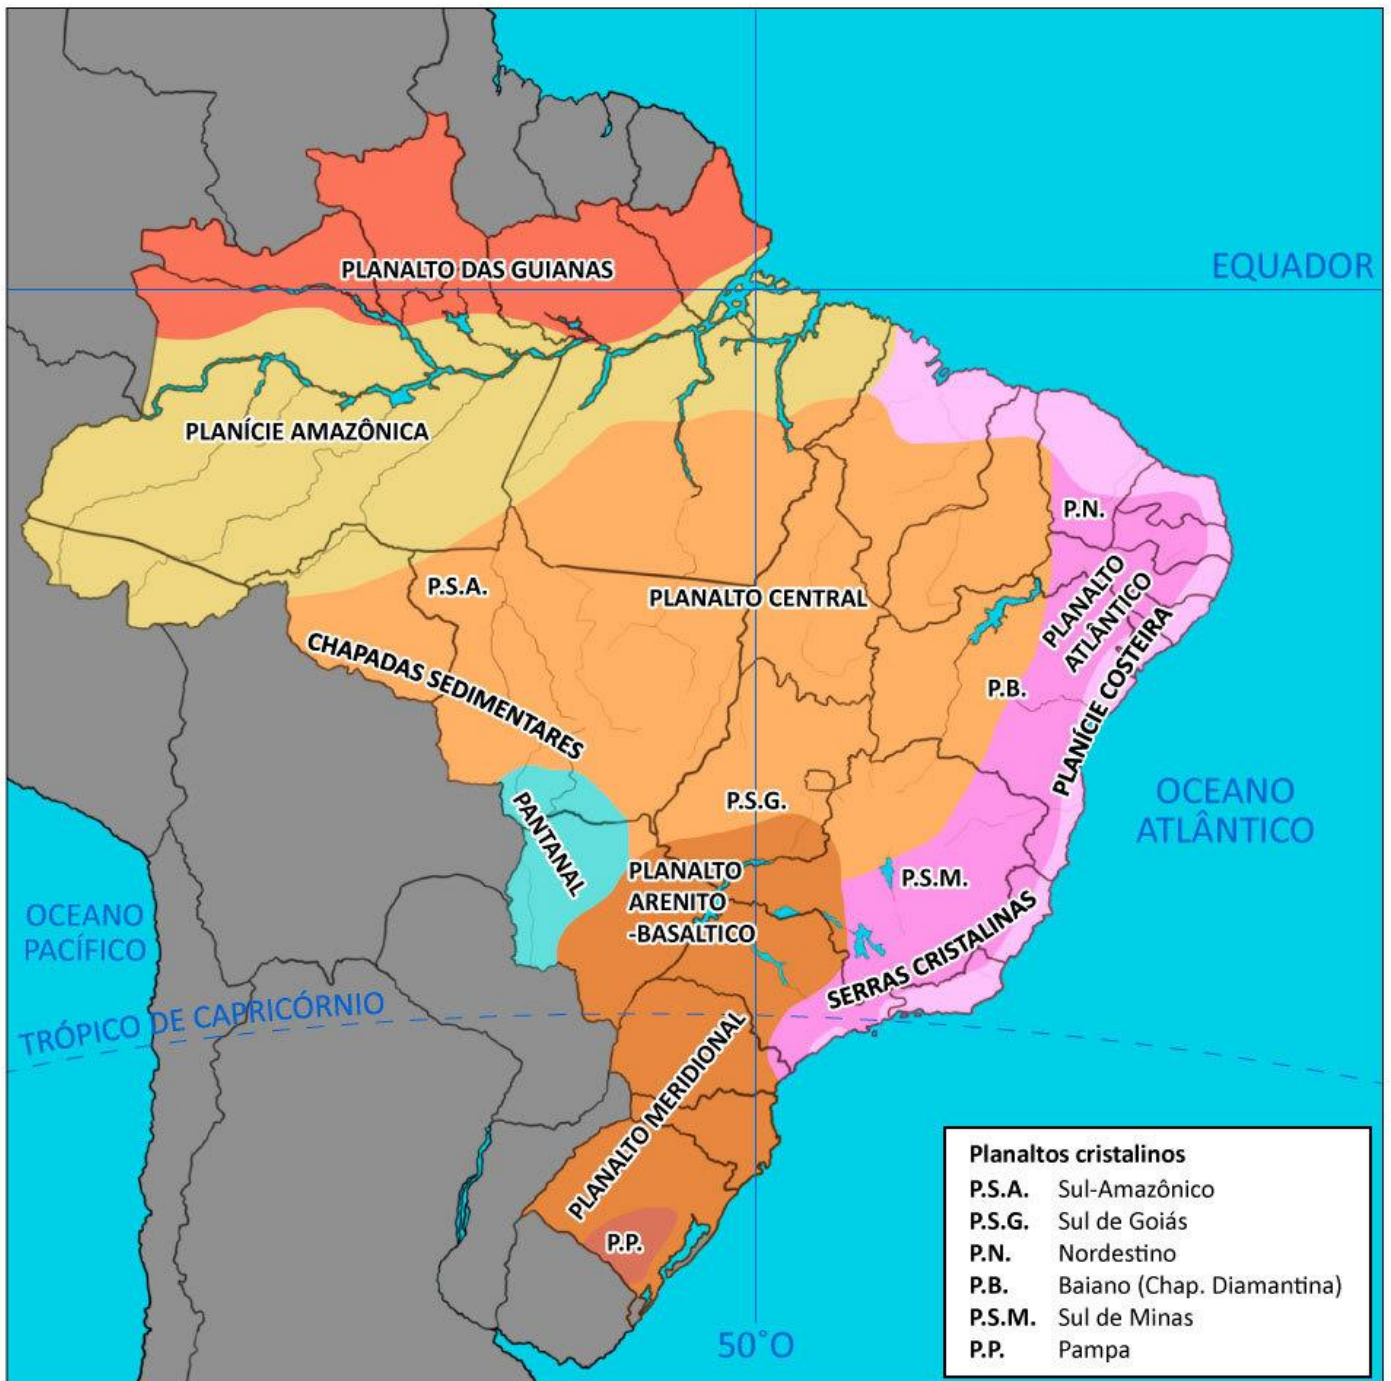 EQUADOR
PLANALTO DAS GUIANAS
PLANÍCIE AMAZÔNICA
P.N.
P.S.A.
PLANALTO CENTRAL
PLANALTO
ATLÂNTICO
PLANÍCIE COSTEIRA
CHAPADAS SEDIMENTARES
P.B.
P.S.G.
PANTANAL
OCEANO
ATLÂNTICO
PLANALTO
ARENITO
-BASALTICO
P.S.M.
OCEANO
PACÍFICO
SERRAS CRISTALINAS
TRÓPICO DE CAPRICÓRNIO
PLANALTO MERIDIONAL
P.P.
50°O
Planaltos cristalinos
P.S.A. Sul-Amazônico
P.S.G. Sul de Goiás
P.N. Nordestino
P.B. Baiano (Chap. Diamantina)
P.S.M. Sul de Minas
P.P. Pampa